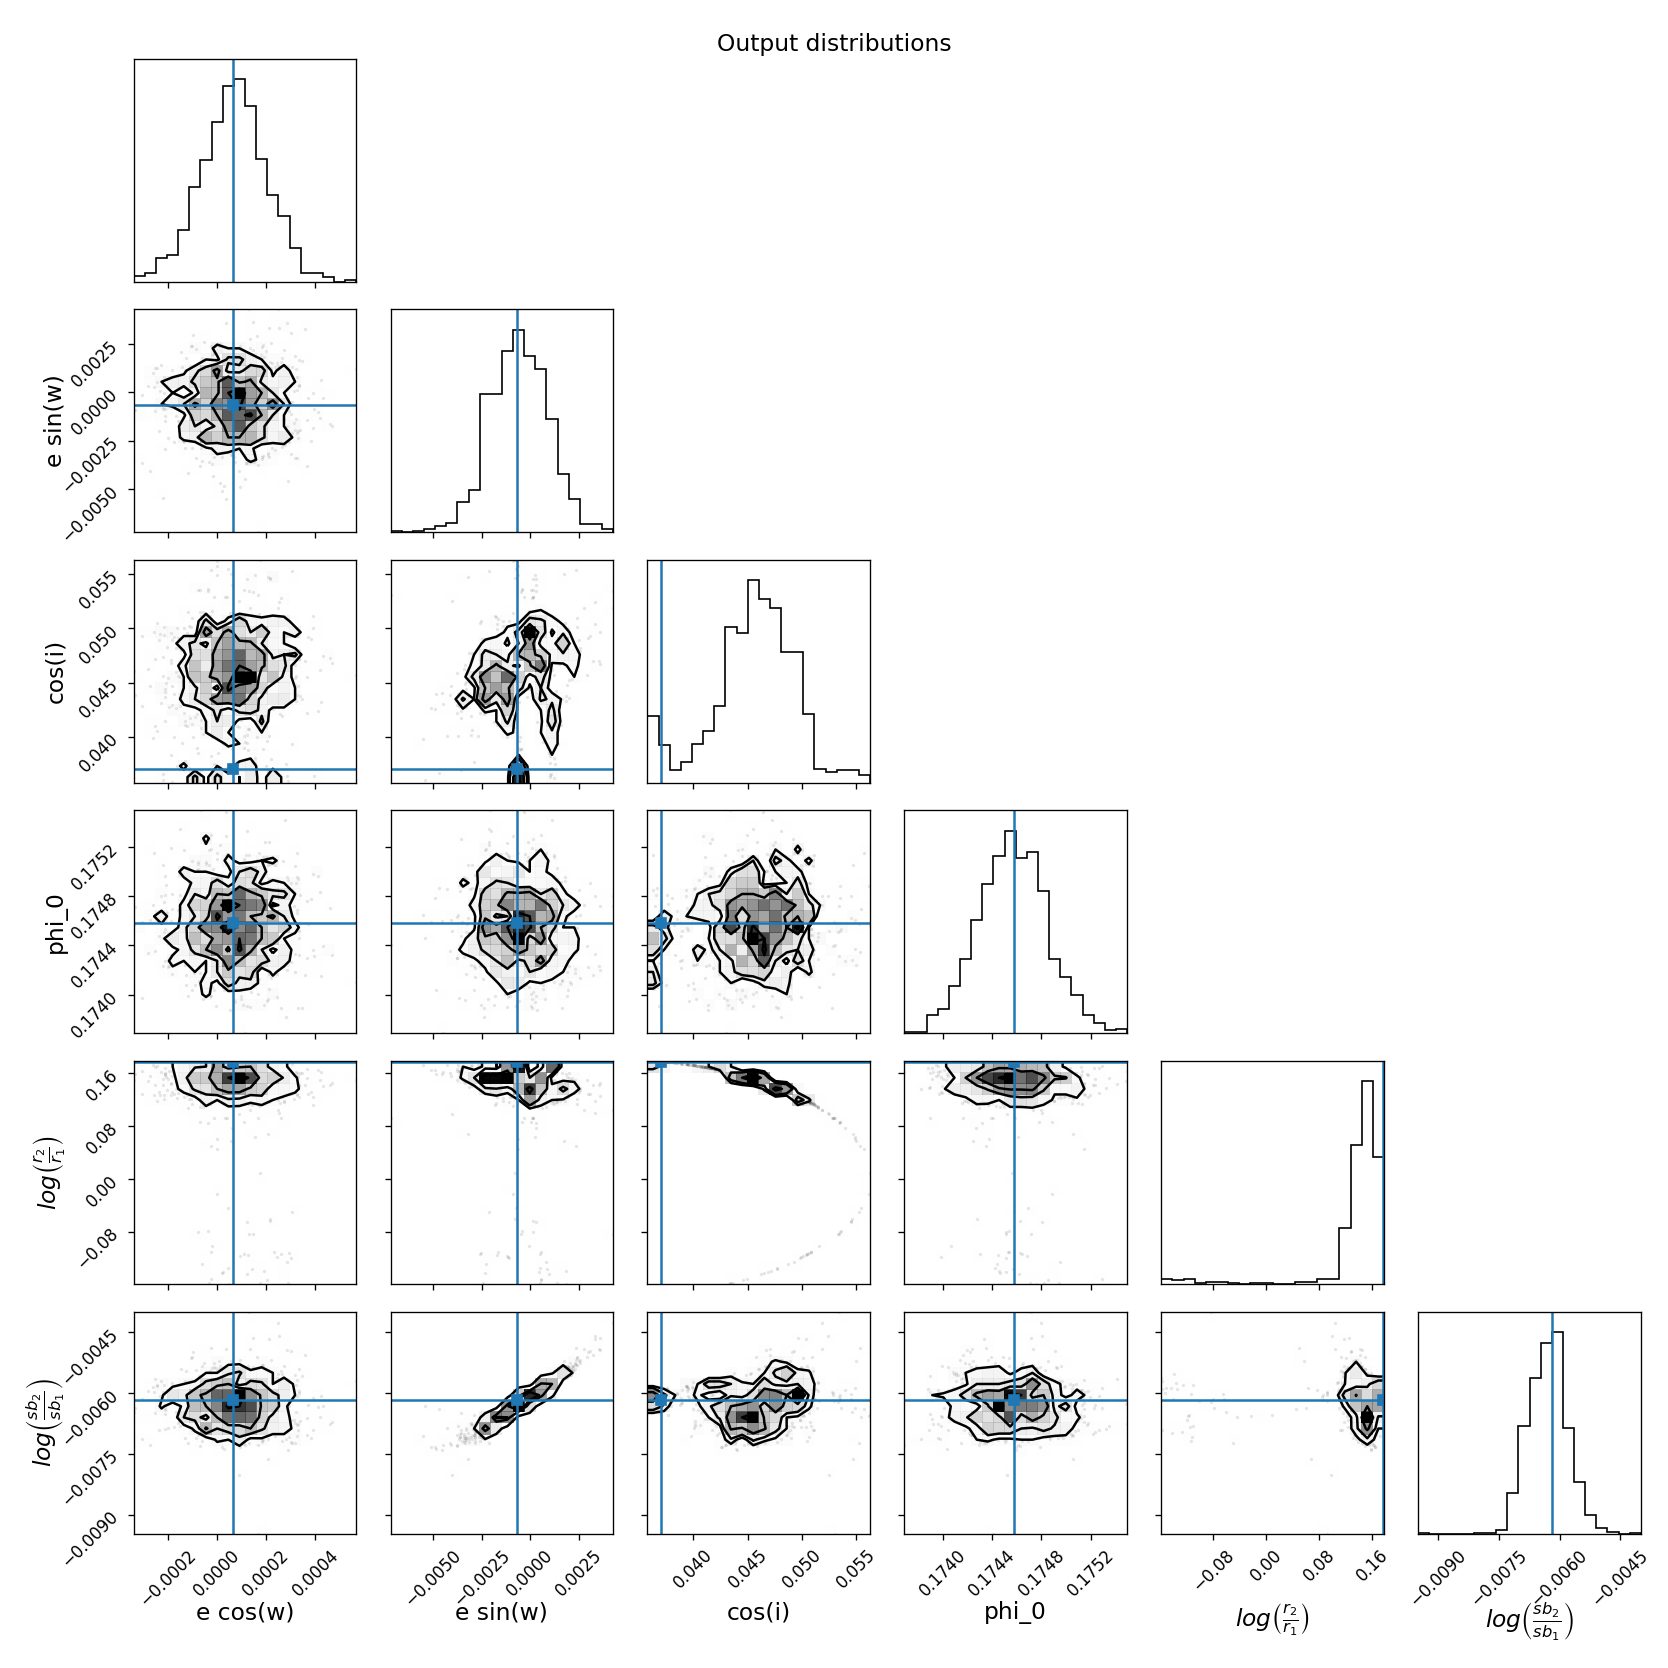 Output distributions
e sin(w)
0.0025
0.0000
−0.0025
−0.0050
cos(i)
0.055
0.050
0.045
0.040
phi_0
0.1752
0.1748
0.1744
0.1740
log(r₂/r₁)
0.16
0.08
0.00
−0.08
log(sb₂/sb₁)
−0.0045
−0.0060
−0.0075
−0.0090
−0.0002 0.0000 0.0002 0.0004
−0.0050 −0.0025 0.0000 0.0025
0.040 0.045 0.050 0.055
0.1740 0.1744 0.1748 0.1752
−0.08 0.00 0.08 0.16
−0.0090 −0.0075 −0.0060 −0.0045
e cos(w)
e sin(w)
cos(i)
phi_0
log(r₂/r₁)
log(sb₂/sb₁)